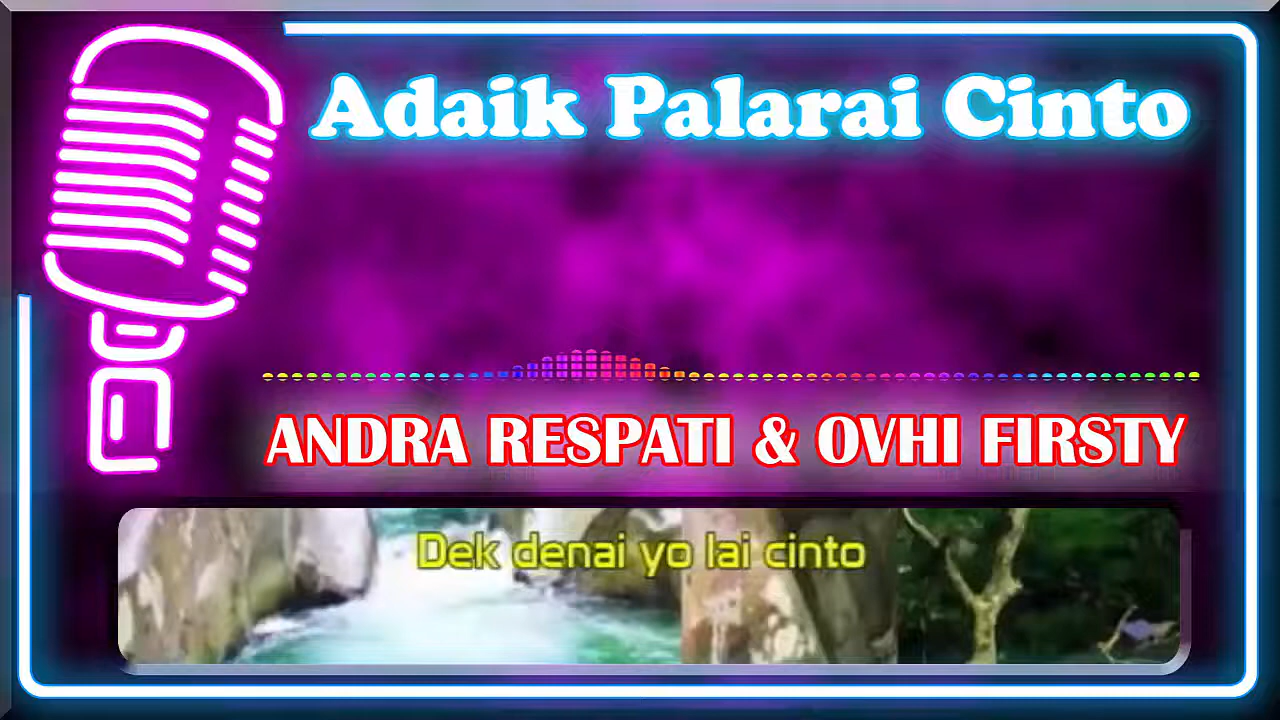 Adaik Palarai Cinto
ANDRA RESPATI & OVHI FIRSTY
Dek denai yo lai cinto